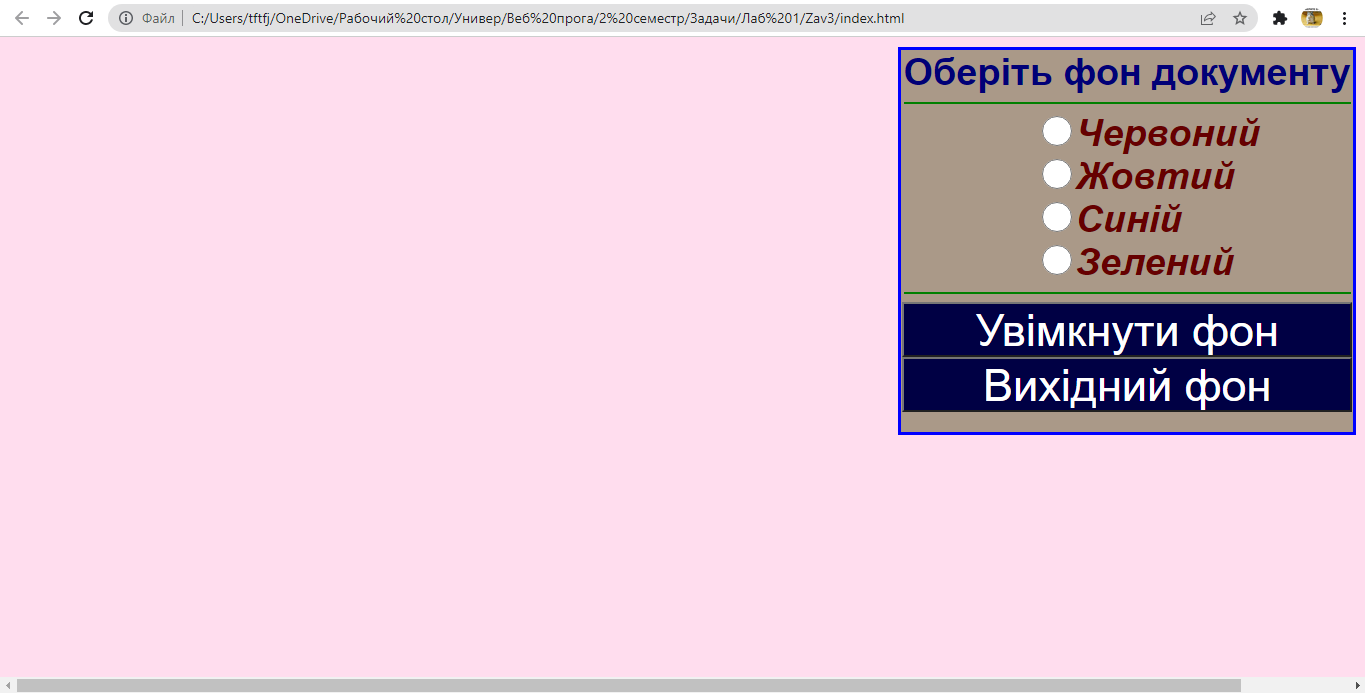 Файл
C:/Users/tftfj/OneDrive/Рабочий%20стол/Универ/Веб%20прога/2%20семестр/Задачи/Лаб%201/Zav3/index.html
Оберіть фон документу
Червоний
Жовтий
Синій
Зелений
Увімкнути фон
Вихідний фон